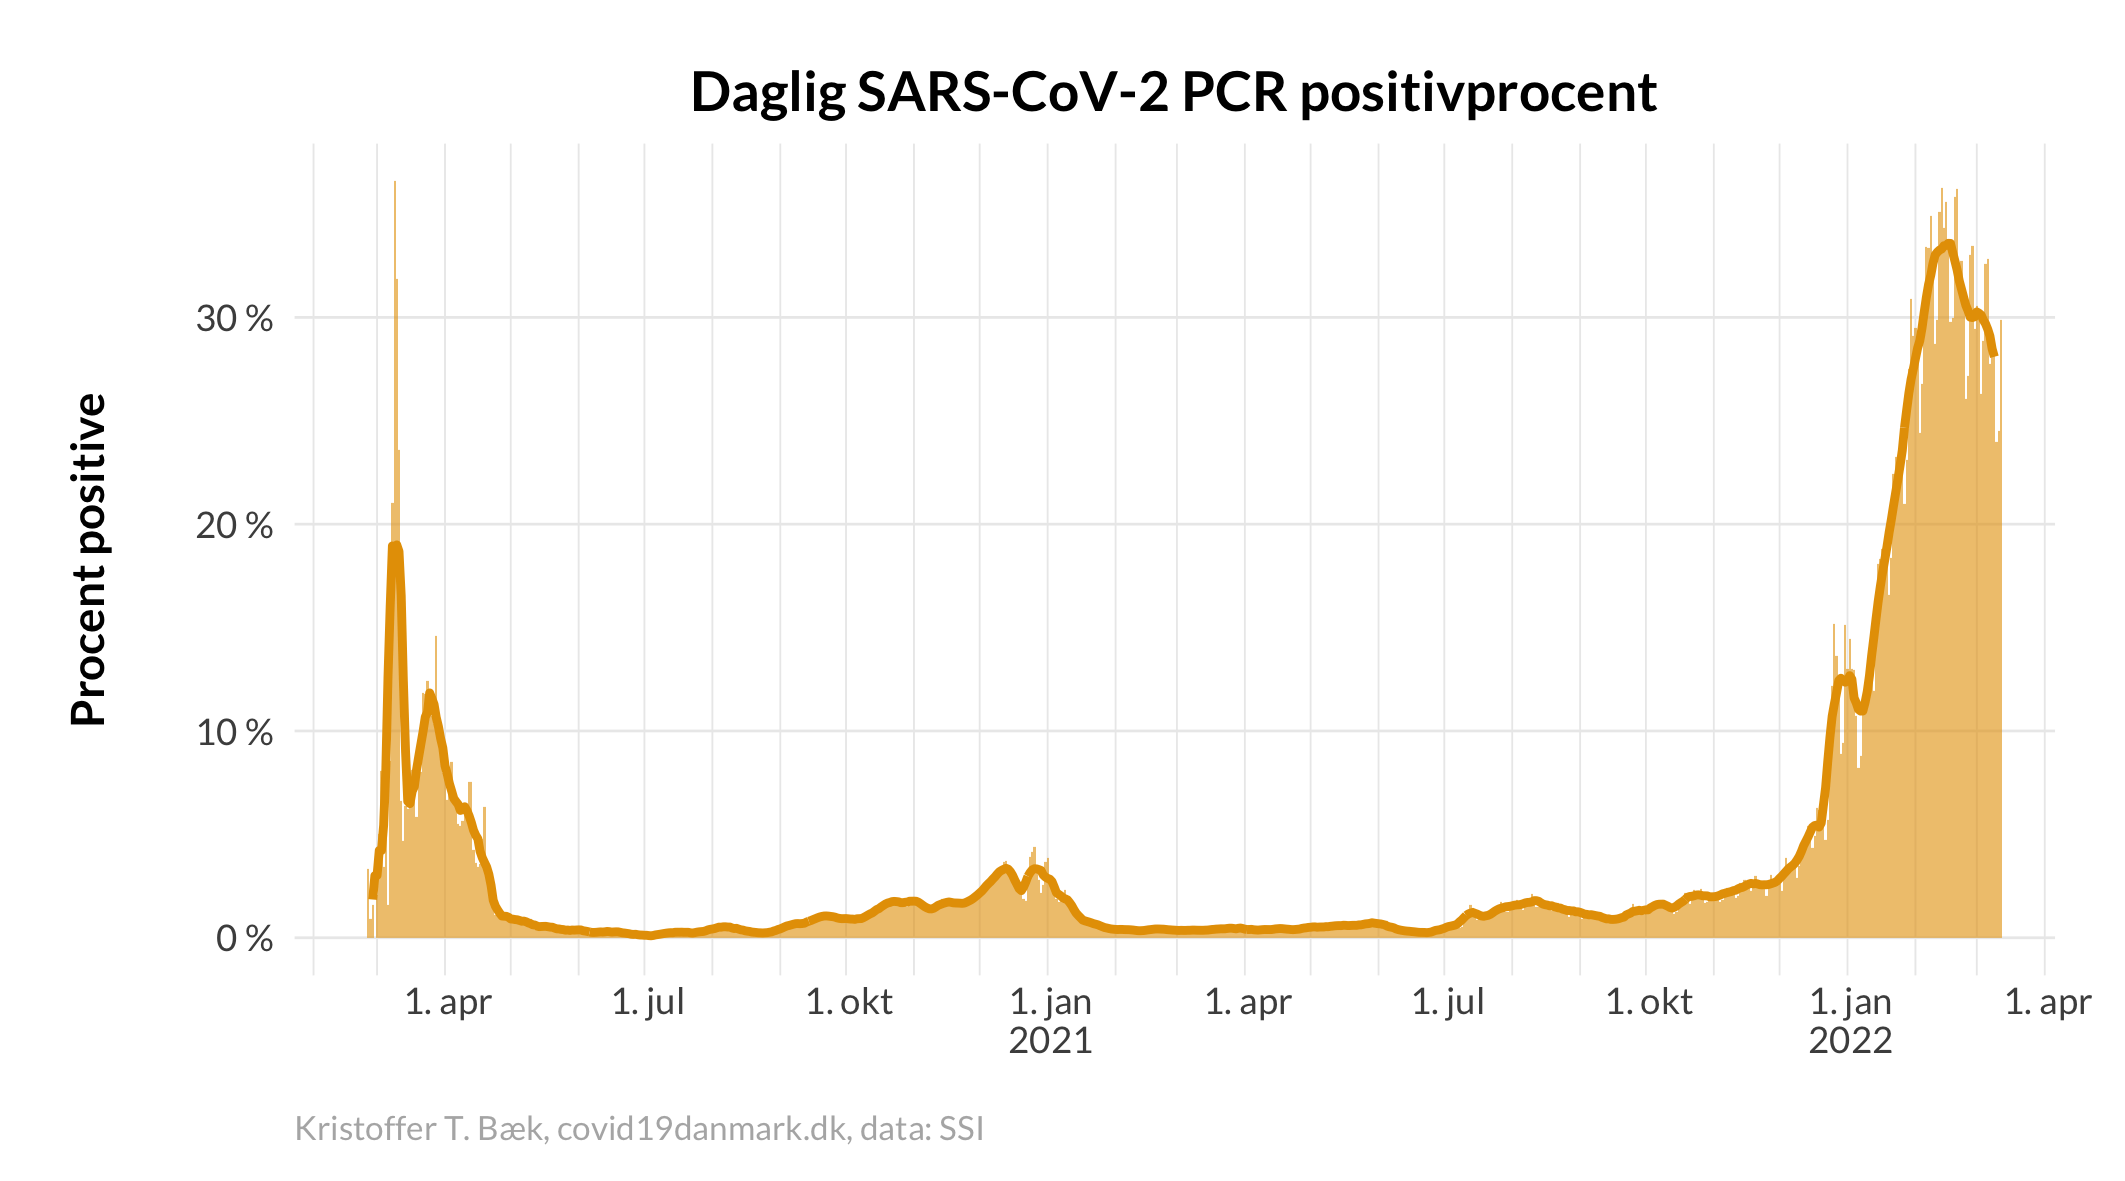 Daglig SARS-CoV-2 PCR positivprocent
Procent positive
30 %
20 %
10 %
0 %
1. apr
1. jul
1. okt
1. jan
2021
1. apr
1. jul
1. okt
1. jan
2022
1. apr
Kristoffer T. Bæk, covid19danmark.dk, data: SSI